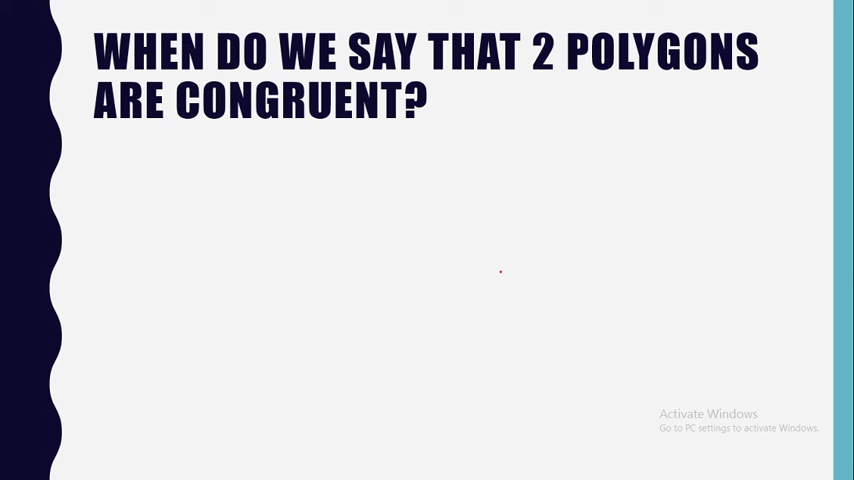 WHEN DO WE SAY THAT 2 POLYGONS
ARE CONGRUENT?
Activate Windows
Go to PC settings to activate Windows.